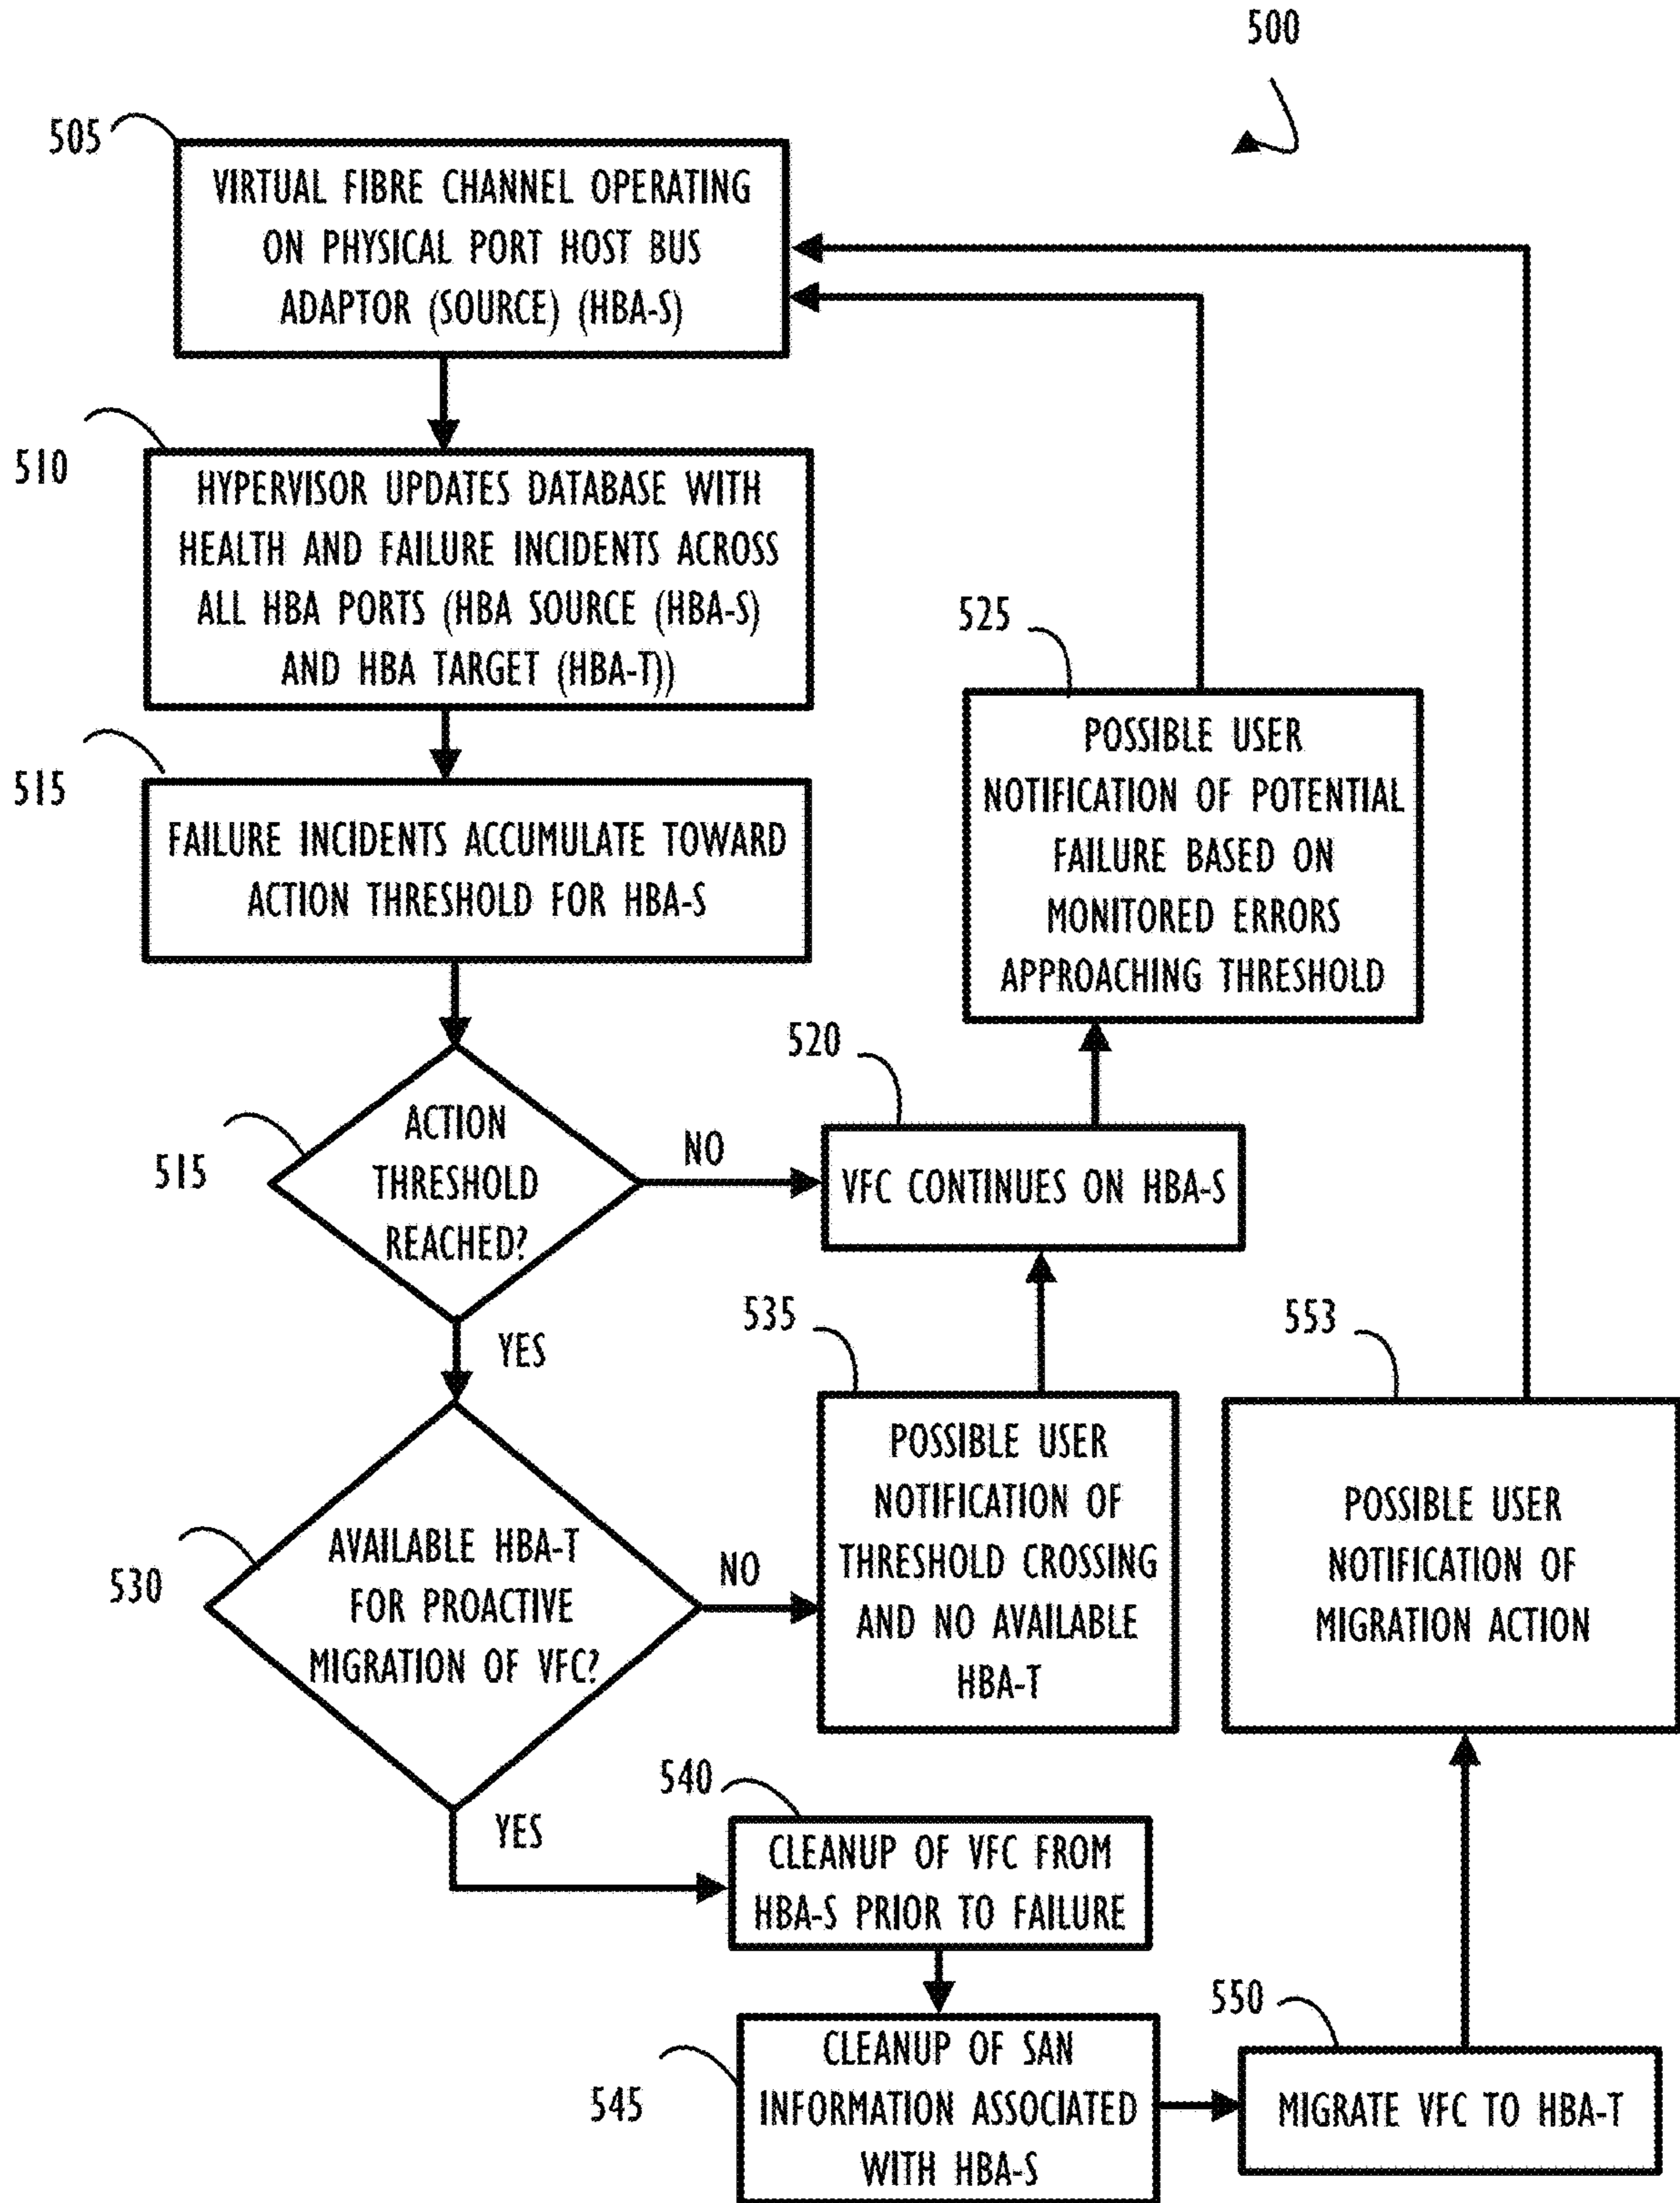 500
505
VIRTUAL FIBRE CHANNEL OPERATING
ON PHYSICAL PORT HOST BUS
ADAPTOR (SOURCE) (HBA-S)
510
HYPERVISOR UPDATES DATABASE WITH
HEALTH AND FAILURE INCIDENTS ACROSS
ALL HBA PORTS (HBA SOURCE (HBA-S)
AND HBA TARGET (HBA-T))
515
FAILURE INCIDENTS ACCUMULATE TOWARD
ACTION THRESHOLD FOR HBA-S
525
POSSIBLE USER
NOTIFICATION OF POTENTIAL
FAILURE BASED ON
MONITORED ERRORS
APPROACHING THRESHOLD
515
ACTION
THRESHOLD
REACHED?
NO
YES
520
VFC CONTINUES ON HBA-S
530
AVAILABLE HBA-T
FOR PROACTIVE
MIGRATION OF VFC?
NO
YES
535
POSSIBLE USER
NOTIFICATION OF
THRESHOLD CROSSING
AND NO AVAILABLE
HBA-T
553
POSSIBLE USER
NOTIFICATION OF
MIGRATION ACTION
540
CLEANUP OF VFC FROM
HBA-S PRIOR TO FAILURE
545
CLEANUP OF SAN
INFORMATION ASSOCIATED
WITH HBA-S
550
MIGRATE VFC TO HBA-T